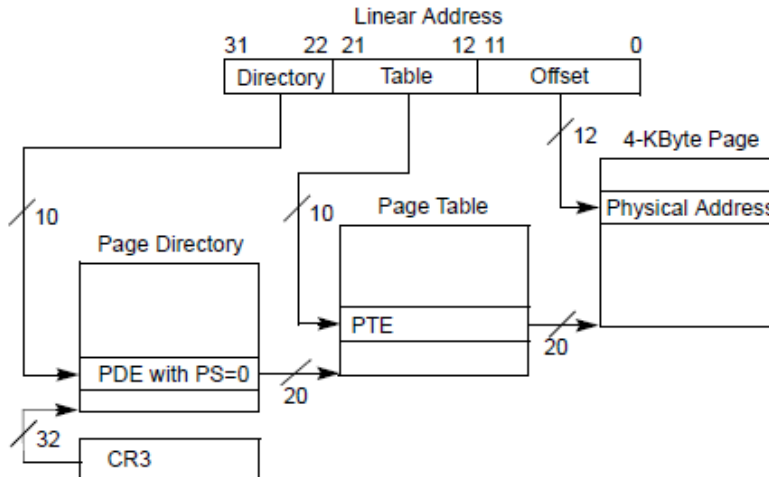 Linear Address
31 22 21 12 11 0
Directory Table Offset
12 4-KByte Page
10 10 Page Table Physical Address
Page Directory
PTE
20
PDE with PS=0 20
32
CR3